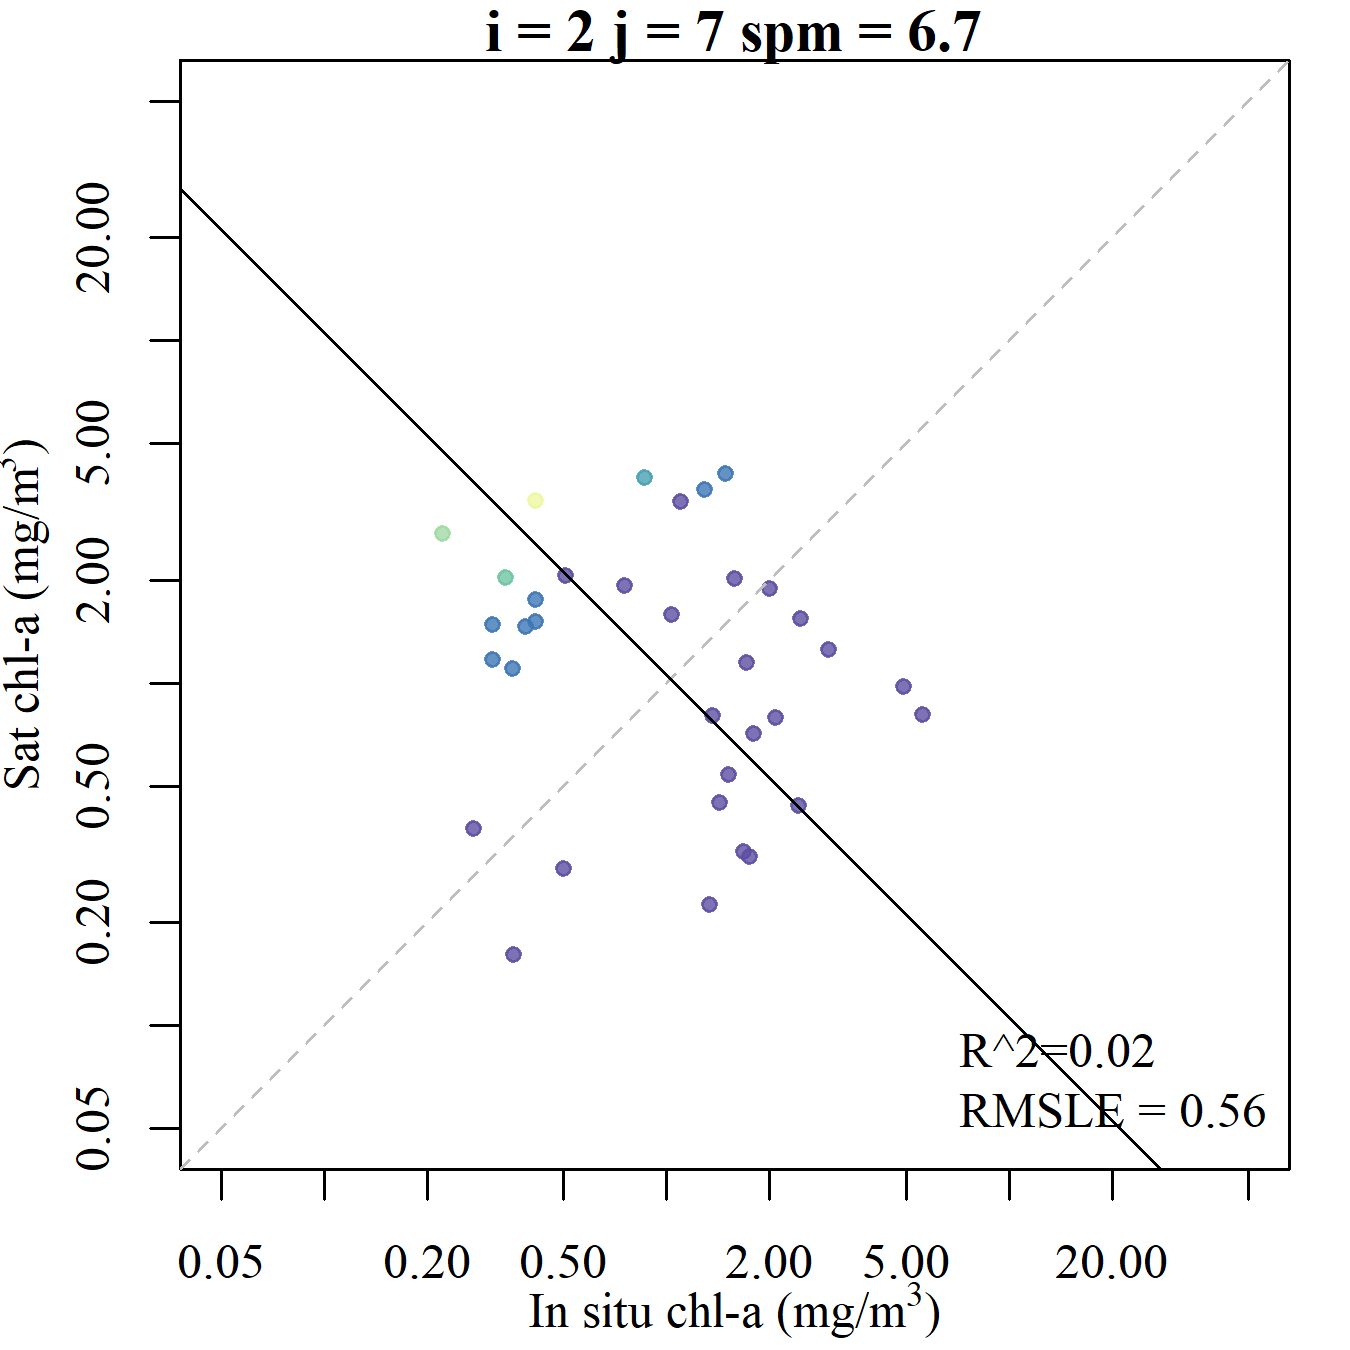 i = 2 j = 7 spm = 6.7
Sat chl-a (mg/m³)
20.00
5.00
2.00
0.50
0.20
0.05
R^2=0.02
RMSLE = 0.56
0.05 0.20 0.50 2.00 5.00 20.00
In situ chl-a (mg/m³)